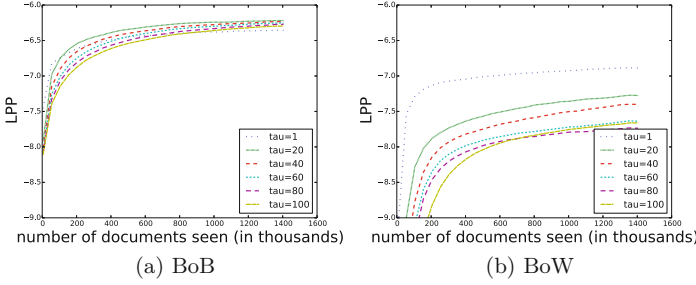 −6.0
−6.5
−7.0
−7.5
−8.0
−8.5
−9.0
LPP
0 200 400 600 800 1000 1200 1400 1600
number of documents seen (in thousands)
tau=1
tau=20
tau=40
tau=60
tau=80
tau=100
(a) BoB
−6.0
−6.5
−7.0
−7.5
−8.0
−8.5
−9.0
LPP
0 200 400 600 800 1000 1200 1400 1600
number of documents seen (in thousands)
tau=1
tau=20
tau=40
tau=60
tau=80
tau=100
(b) BoW